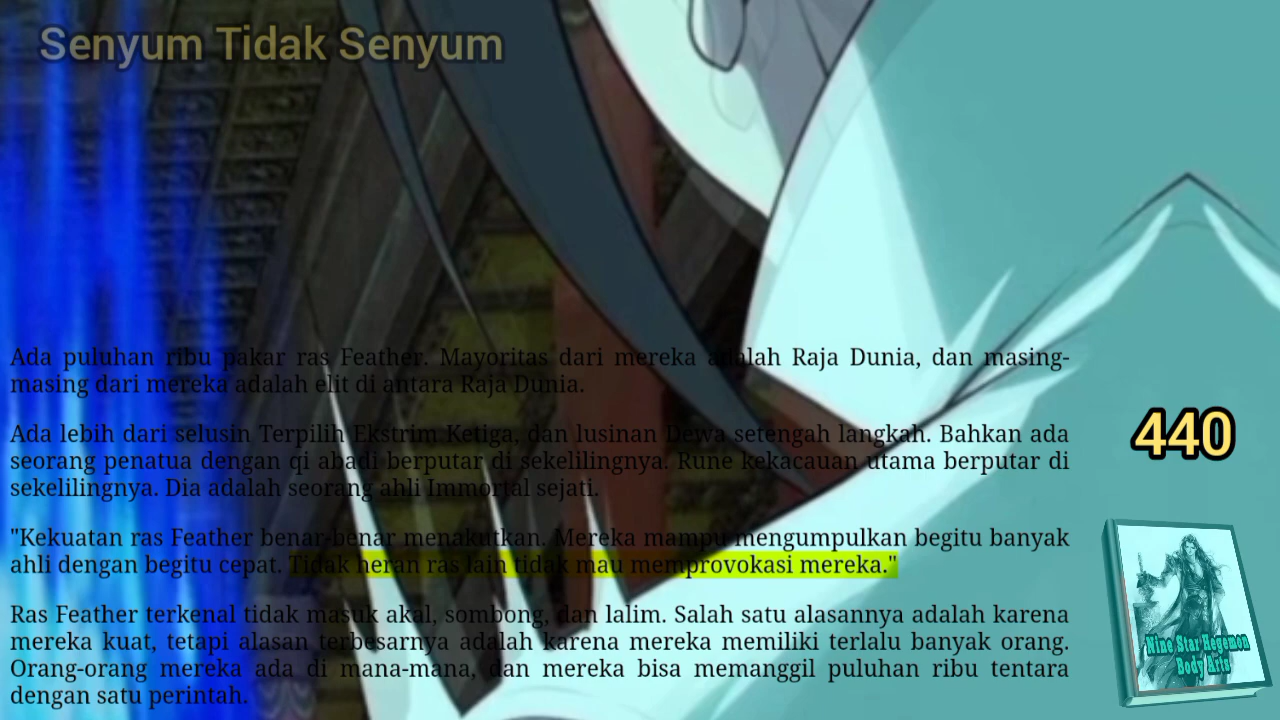 Senyum Tidak Senyum
Ada puluhan ribu pakar ras Feather. Mayoritas dari mereka adalah Raja Dunia, dan masing-
masing dari mereka adalah elit di antara Raja Dunia.
Ada lebih dari selusin Terpilih Ekstrim Ketiga, dan lusinan Dewa setengah langkah. Bahkan ada
seorang penatua dengan qi abadi berputar di sekelilingnya. Rune kekacauan utama berputar di
sekelilingnya. Dia adalah seorang ahli Immortal sejati.
"Kekuatan ras Feather benar-benar menakutkan. Mereka mampu mengumpulkan begitu banyak
ahli dengan begitu cepat. Tidak heran ras lain tidak mau memprovokasi mereka."
Ras Feather terkenal tidak masuk akal, sombong, dan lalim. Salah satu alasannya adalah karena
mereka kuat, tetapi alasan terbesarnya adalah karena mereka memiliki terlalu banyak orang.
Orang-orang mereka ada di mana-mana, dan mereka bisa memanggil puluhan ribu tentara
dengan satu perintah.
440
Nine Star Hegemon
Body Arts